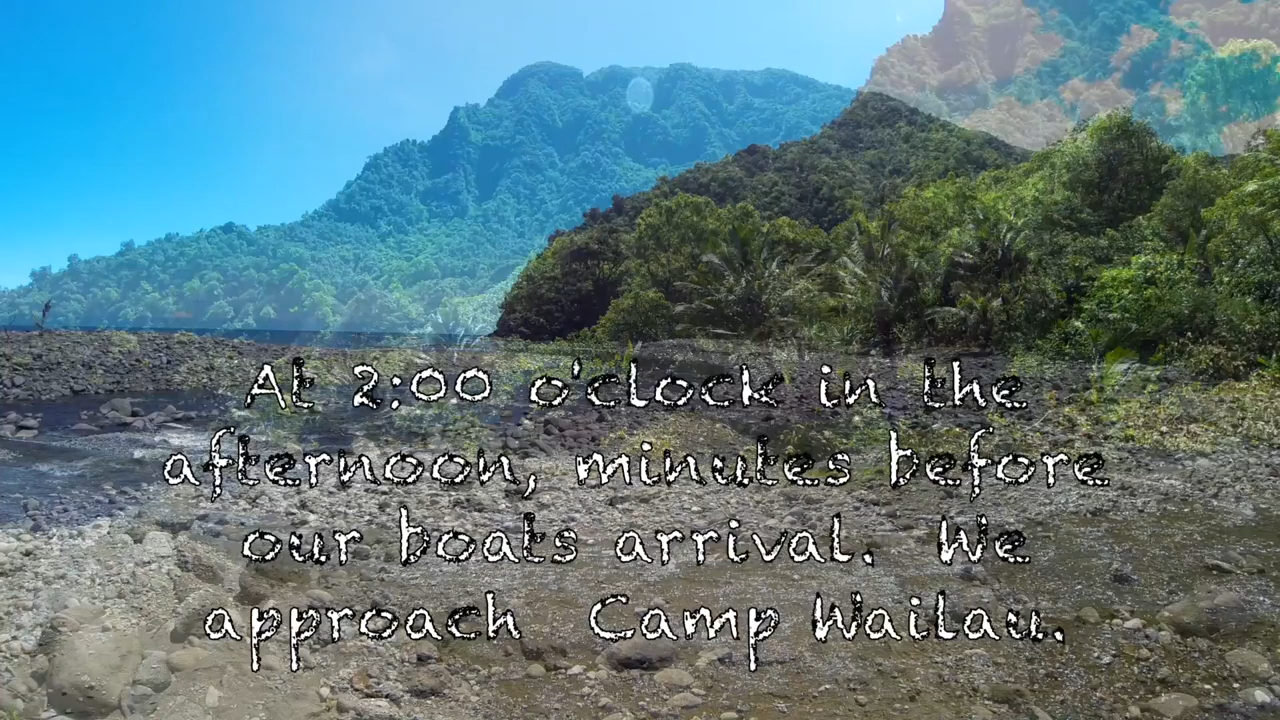 At 2:00 o'clock in the
afternoon, minutes before
our boats arrival. We
approach Camp Wailau.